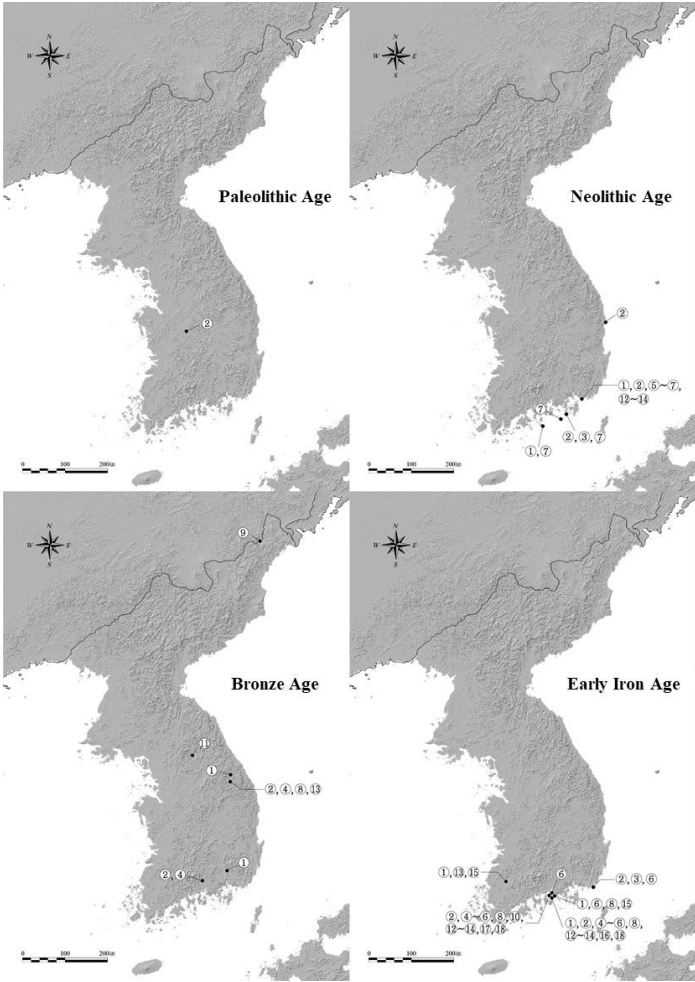 N
W E
S
Paleolithic Age
②
0 100 200㎞
Neolithic Age
②
①, ②, ⑤~⑦,
⑫~⑭
⑦
②, ③, ⑦
①, ⑦
0 100 200㎞
N
W E
S
⑨
Bronze Age
⑪
①
②, ④, ⑧, ⑬
①
②, ④
0 100 200㎞
N
W E
S
Early Iron Age
①, ⑬, ⑮
⑥
②, ③, ⑥
①, ⑥, ⑧, ⑮
②, ④~⑥, ⑧, ⑩,
⑫~⑭, ⑰, ⑱
①, ②, ④~⑥, ⑧,
⑫~⑭, ⑯, ⑱
0 100 200㎞